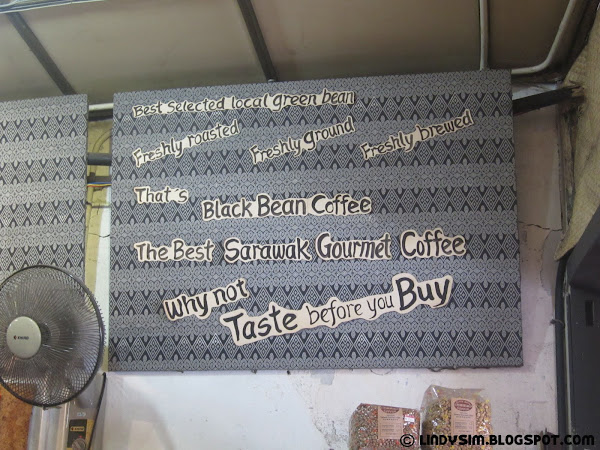 Best selected local green bean
Freshly roasted Freshly ground Freshly brewed
That's Black Bean Coffee
The Best Sarawak Gourmet Coffee
Why not Taste before you Buy
© LINDVSIM.BLOGSPOT.COM